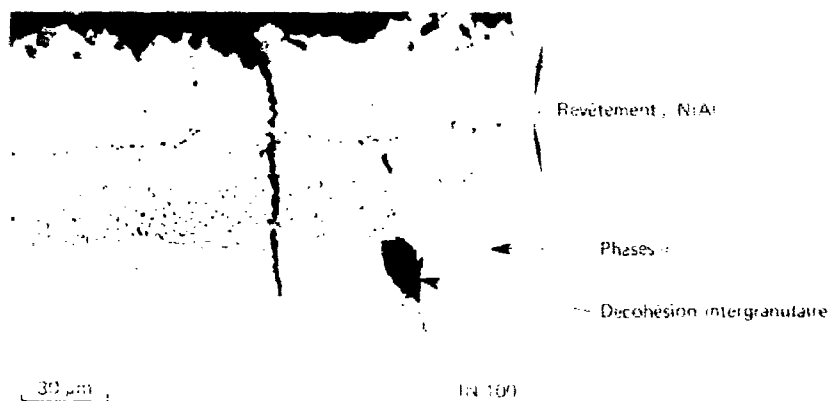 Revêtement, NiAl
Phases
Décohésion intergranulaire
30 µm IN 100